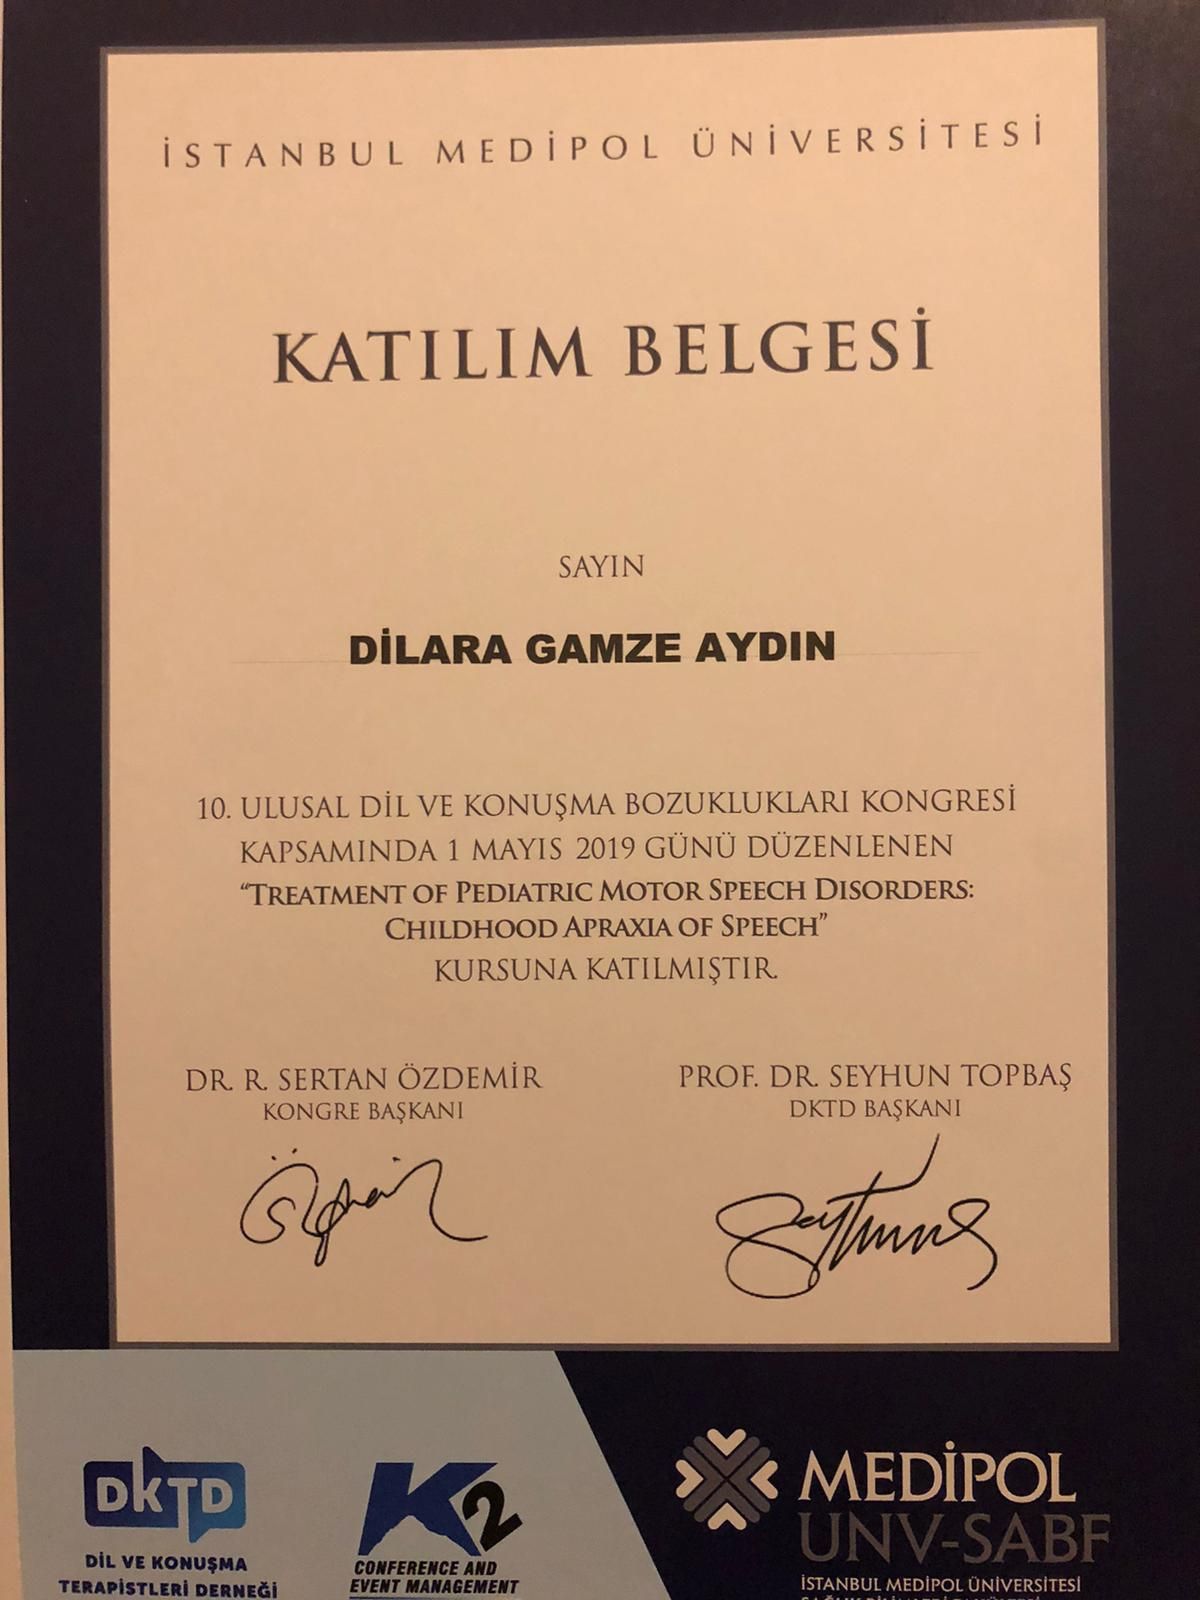 İSTANBUL MEDİPOL ÜNİVERSİTESİ
KATILIM BELGESİ
SAYIN
DİLARA GAMZE AYDIN
10. ULUSAL DİL VE KONUŞMA BOZUKLUKLARI KONGRESİ
KAPSAMINDA 1 MAYIS 2019 GÜNÜ DÜZENLENEN
“TREATMENT OF PEDIATRIC MOTOR SPEECH DISORDERS:
CHILDHOOD APRAXIA OF SPEECH”
KURSUNA KATILMIŞTIR.
DR. R. SERTAN ÖZDEMİR
KONGRE BAŞKANI
PROF. DR. SEYHUN TOPBAŞ
DKTD BAŞKANI
DKTD
DİL VE KONUŞMA
TERAPİSTLERİ DERNEĞİ
K2
CONFERENCE AND
EVENT MANAGEMENT
MEDİPOL
UNV-SABF
İSTANBUL MEDİPOL ÜNİVERSİTESİ